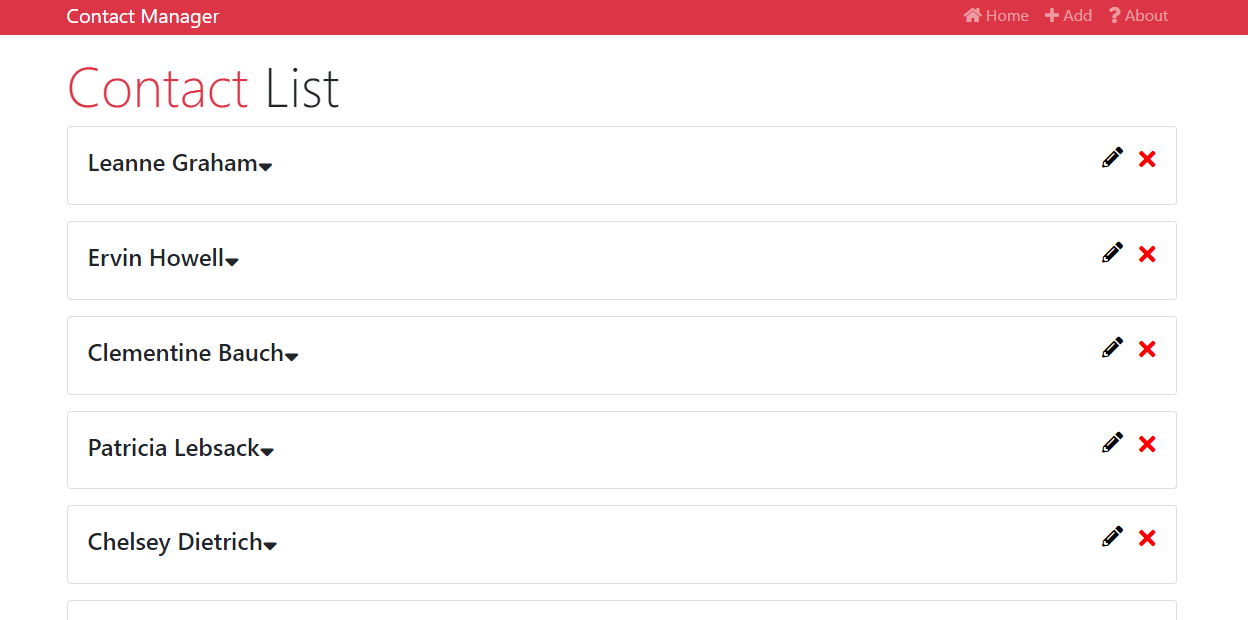 Contact Manager
Home Add About
Contact List
Leanne Graham
Ervin Howell
Clementine Bauch
Patricia Lebsack
Chelsey Dietrich